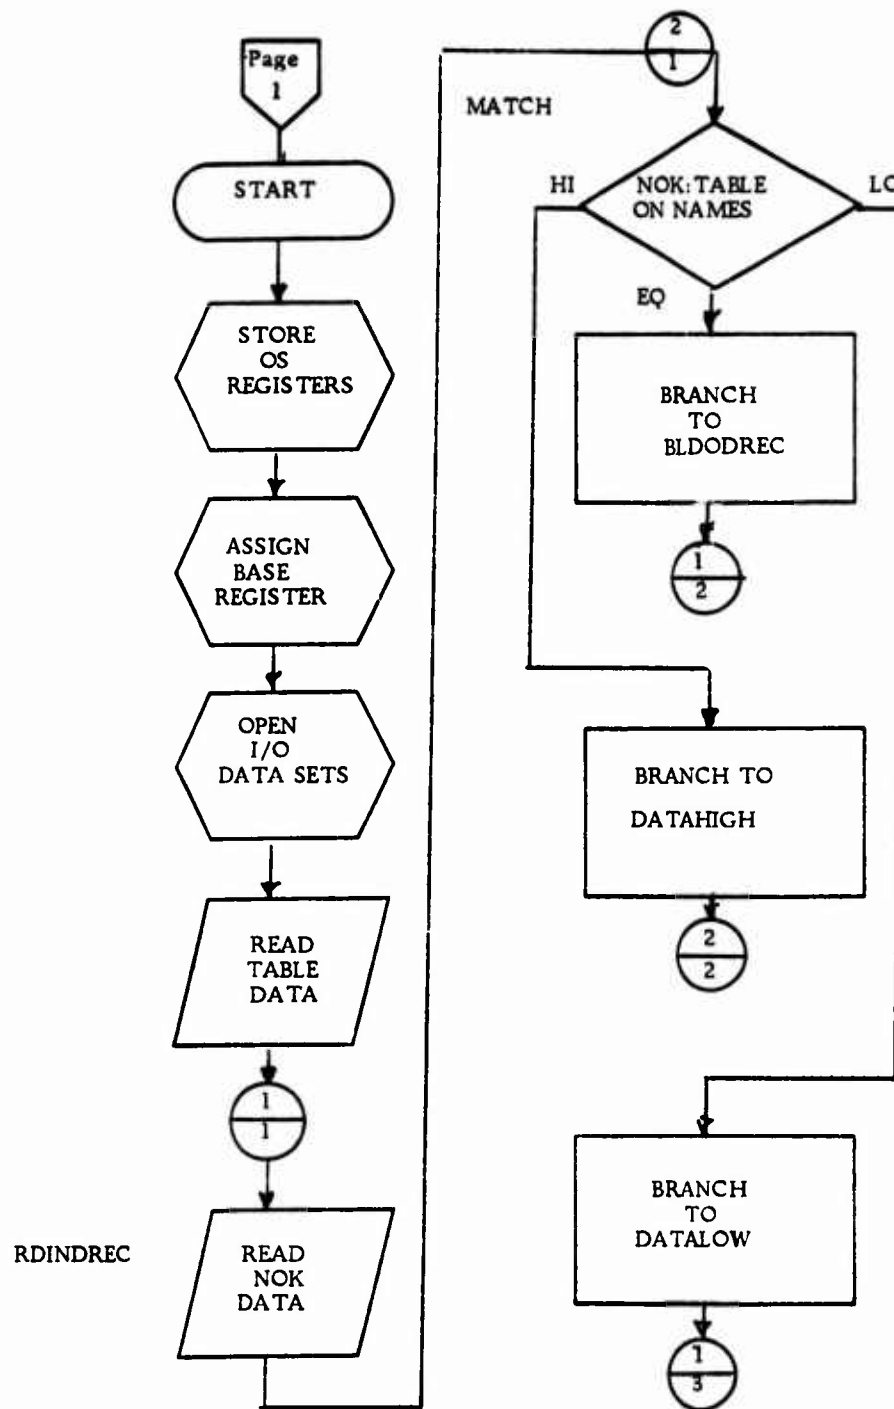 Page
1
START
STORE
OS
REGISTERS
ASSIGN
BASE
REGISTER
OPEN
I/O
DATA SETS
READ
TABLE
DATA
1
1
RDINDREC
READ
NOK
DATA
2
1
MATCH
HI
NOK:TABLE
ON NAMES
LO
EQ
BRANCH
TO
BLDODREC
1
2
BRANCH TO
DATAHIGH
2
2
BRANCH
TO
DATALOW
1
3